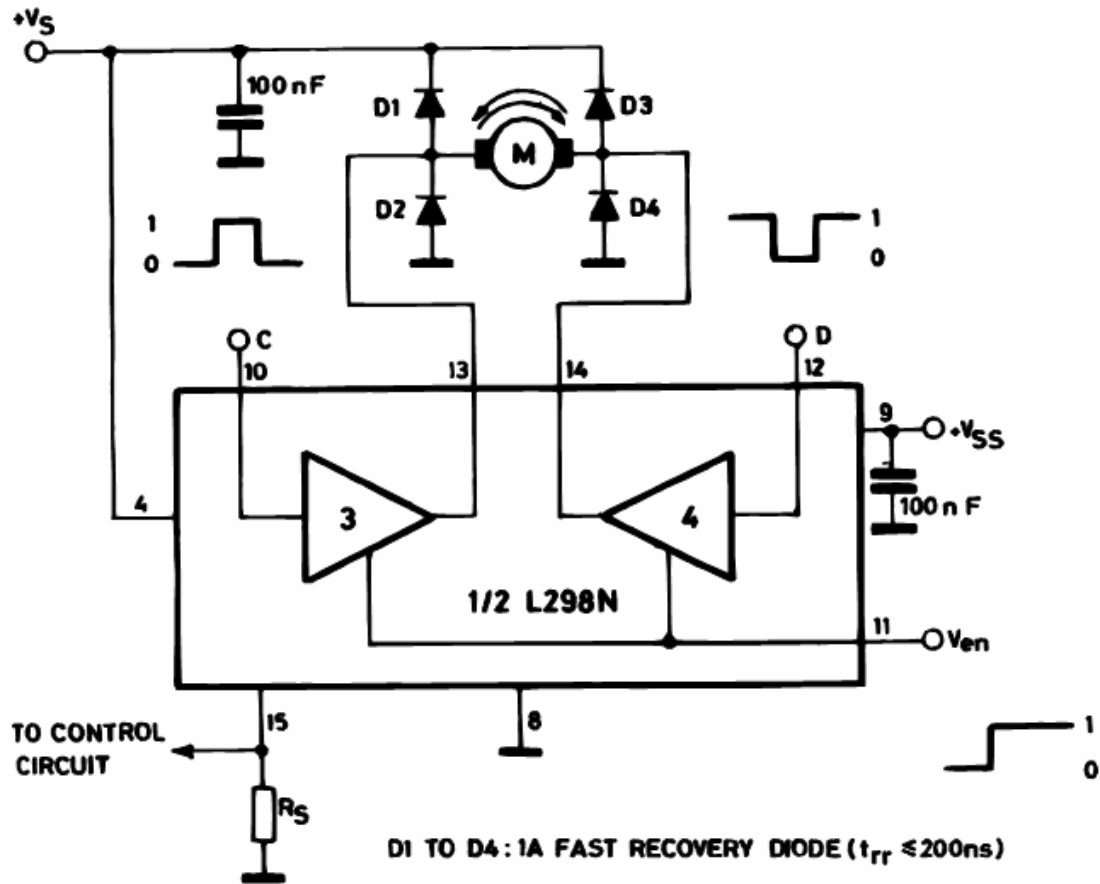 +VS
100nF
D1
D3
M
D2
D4
1
0
1
0
C
D
10
13
14
12
9
+VSS
100nF
4
3
4
1/2 L298N
11
Ven
15
8
TO CONTROL
CIRCUIT
1
0
RS
D1 TO D4: 1A FAST RECOVERY DIODE (trr ≤200ns)